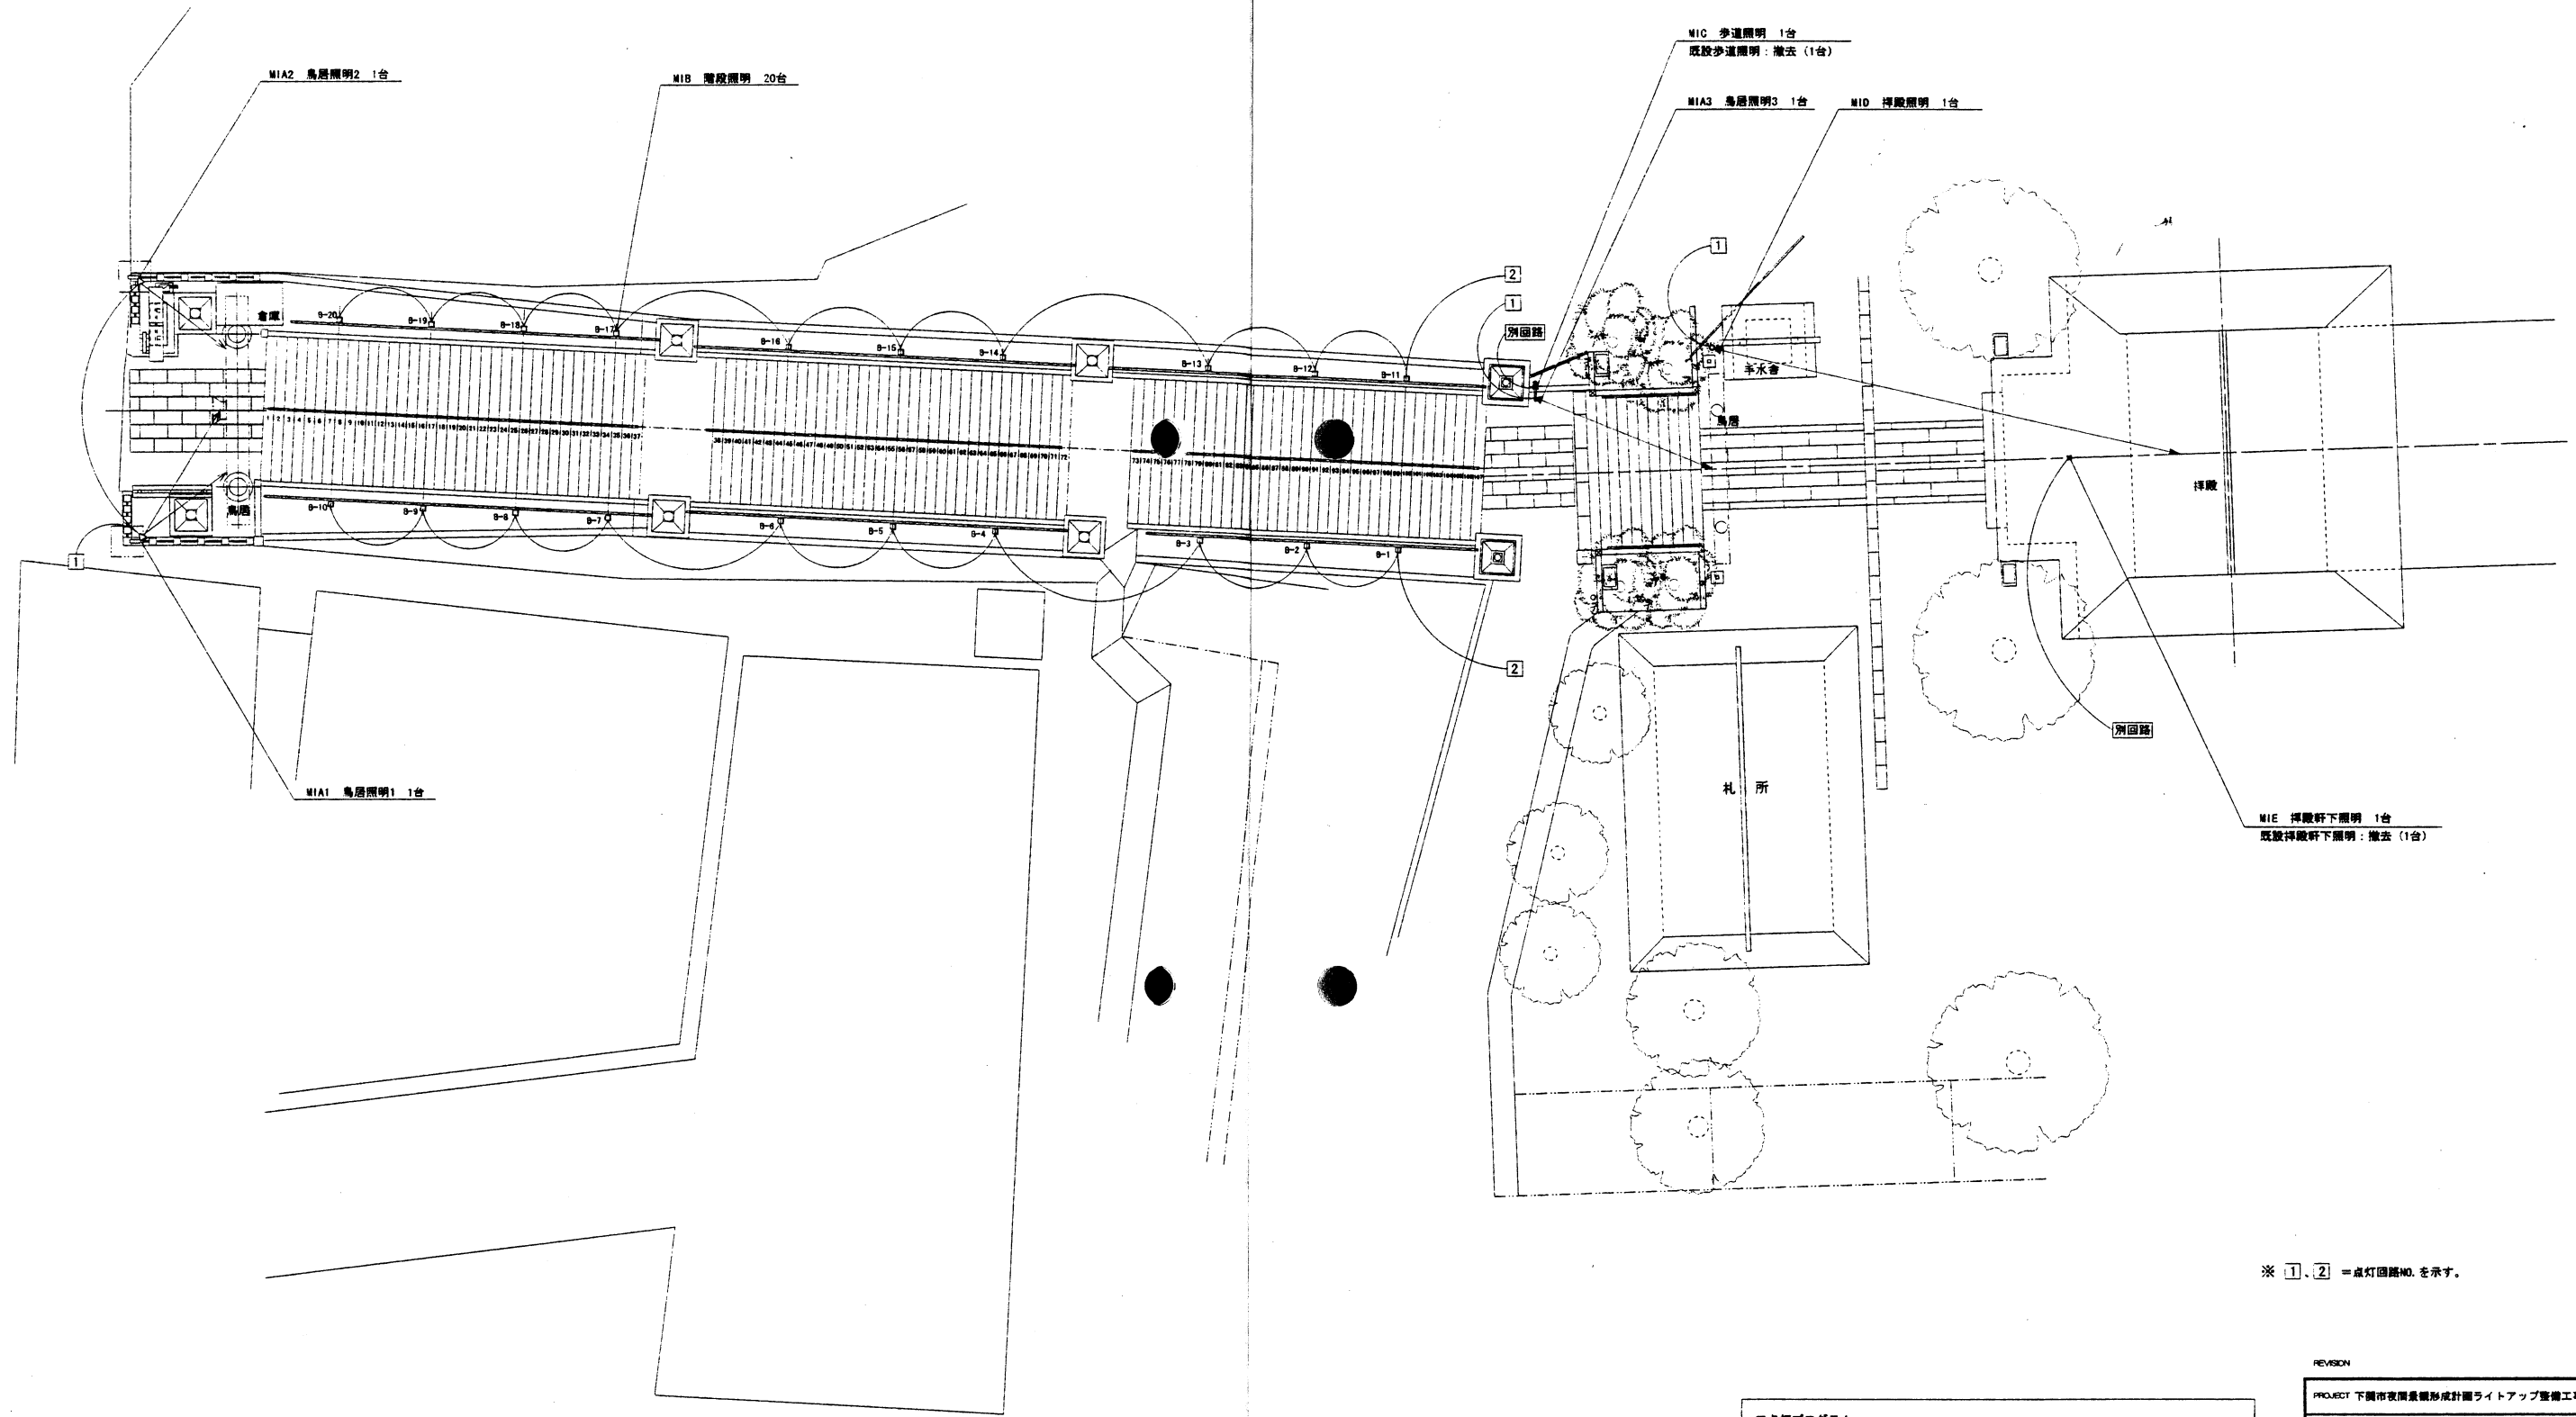 MIC 歩道照明 1台
既設歩道照明：撤去（1台）
MIA2 鳥居照明2 1台
MIB 階段照明 20台
MIA3 鳥居照明3 1台
MID 拝殿照明 1台
1
2
1
別回路
倉庫
B-20
B-19
B-18
B-17
B-16
B-15
B-14
B-13
B-12
B-11
手水舎
鳥居
拝殿
鳥居
B-10
B-9
B-8
B-7
B-6
B-5
B-4
B-3
B-2
B-1
1
2
別回路
札 所
MIA1 鳥居照明1 1台
MIE 拝殿軒下照明 1台
既設拝殿軒下照明：撤去（1台）
※ 1、2 ＝点灯回路NO.を示す。
REVISION
PROJECT 下関市夜間景観形成計画ライトアップ整備工